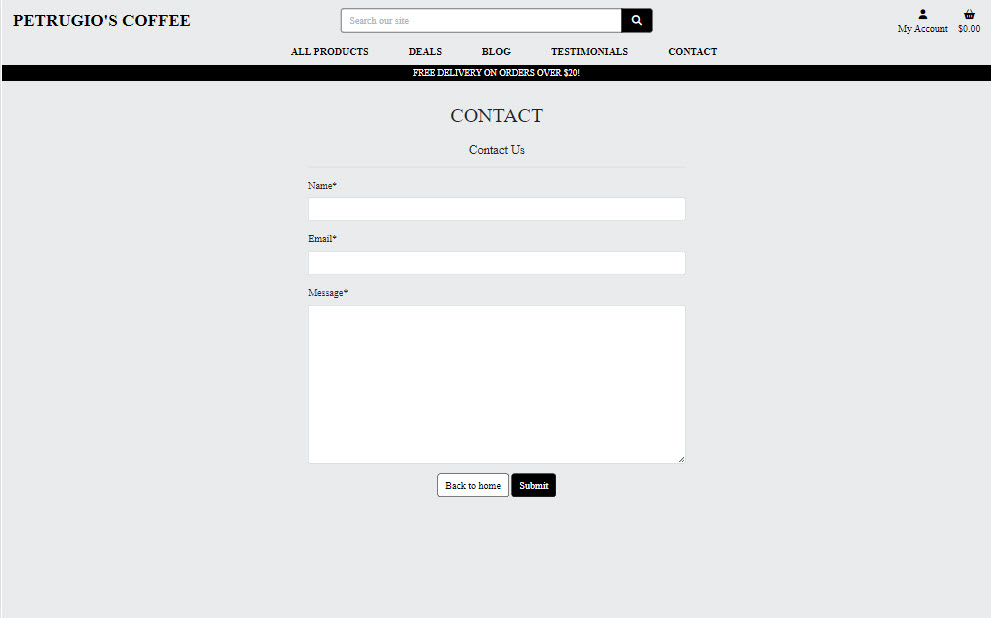 PETRUGIO'S COFFEE
Search our site
My Account
$0.00
ALL PRODUCTS
DEALS
BLOG
TESTIMONIALS
CONTACT
FREE DELIVERY ON ORDERS OVER $20!
CONTACT
Contact Us
Name*
Email*
Message*
Back to home
Submit